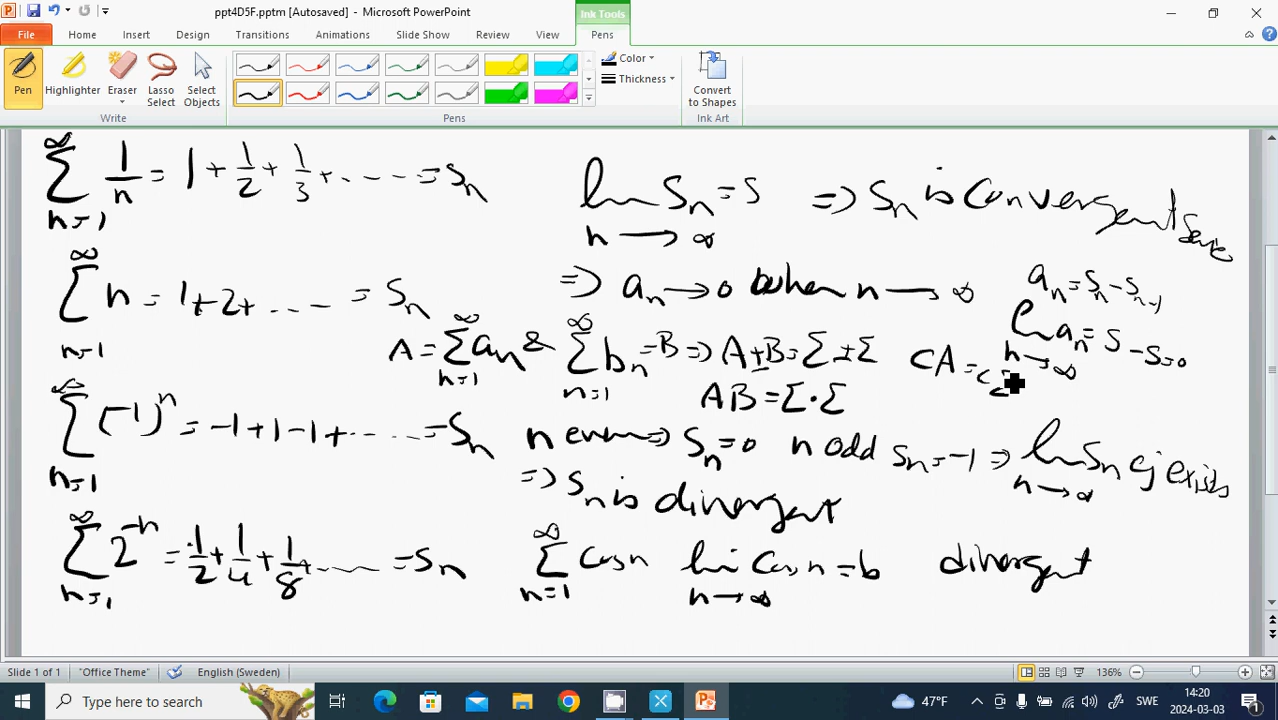 ppt4D5F.pptm [Autosaved] - Microsoft PowerPoint
Ink Tools
File Home Insert Design Transitions Animations Slide Show Review View Pens
Pen Highlighter Eraser Lasso Select Select Objects
Color
Thickness
Convert to Shapes
Write Pens Ink Art
∞∑n=1 1/n = 1 + 1/2 + 1/3 + ...... = Sn
lim n→∞ Sn = S => Sn is convergent
∞∑n=1 n = 1 + 2 + ...... = Sn
=> an → 0 when n → ∞
an = Sn - Sn-1
lim n→∞ an = S - S = 0
A = ∞∑n=1 an & ∞∑n=1 bn = B => A ± B = ∑ ± ∑
CA = C∑
AB = ∑ · ∑
∞∑n=1 (-1)^n = -1 + 1 - 1 + ...... = Sn
n even => Sn = 0 n odd Sn = -1 => lim n→∞ Sn ej exists
=> Sn is divergent
∞∑n=1 2^-n = 1/2 + 1/4 + 1/8 + ...... = Sn
∞∑n=1 cos n lim n→∞ cos n = b divergent
Slide 1 of 1 "Office Theme" English (Sweden) 136%
Type here to search 47°F SWE 14:20
2024-03-03